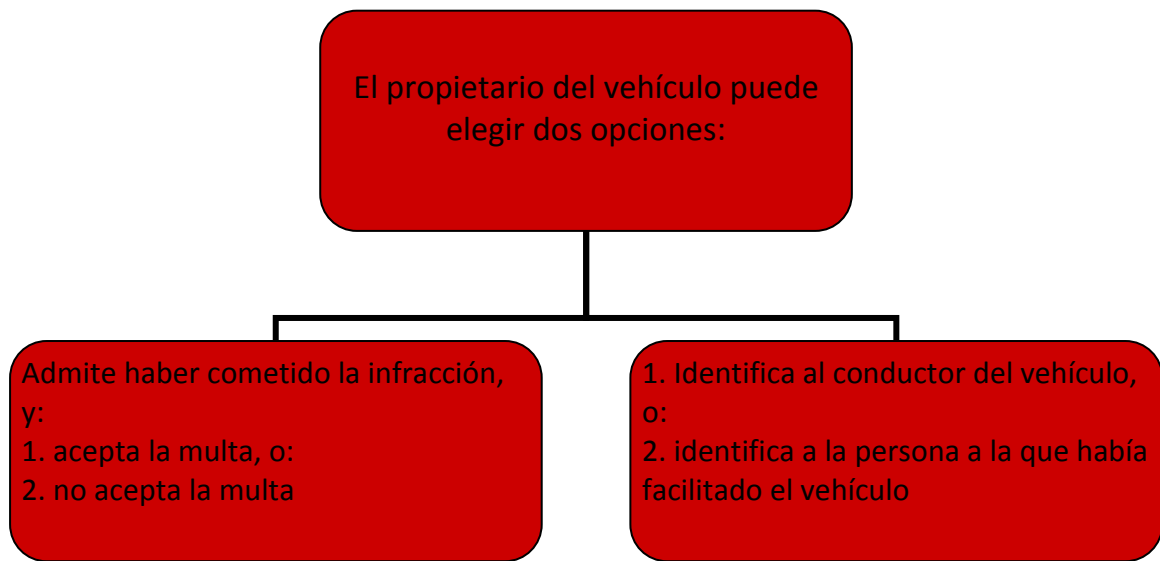 El propietario del vehículo puede
elegir dos opciones:
Admite haber cometido la infracción,
y:
1. acepta la multa, o:
2. no acepta la multa
1. Identifica al conductor del vehículo,
o:
2. identifica a la persona a la que había
facilitado el vehículo